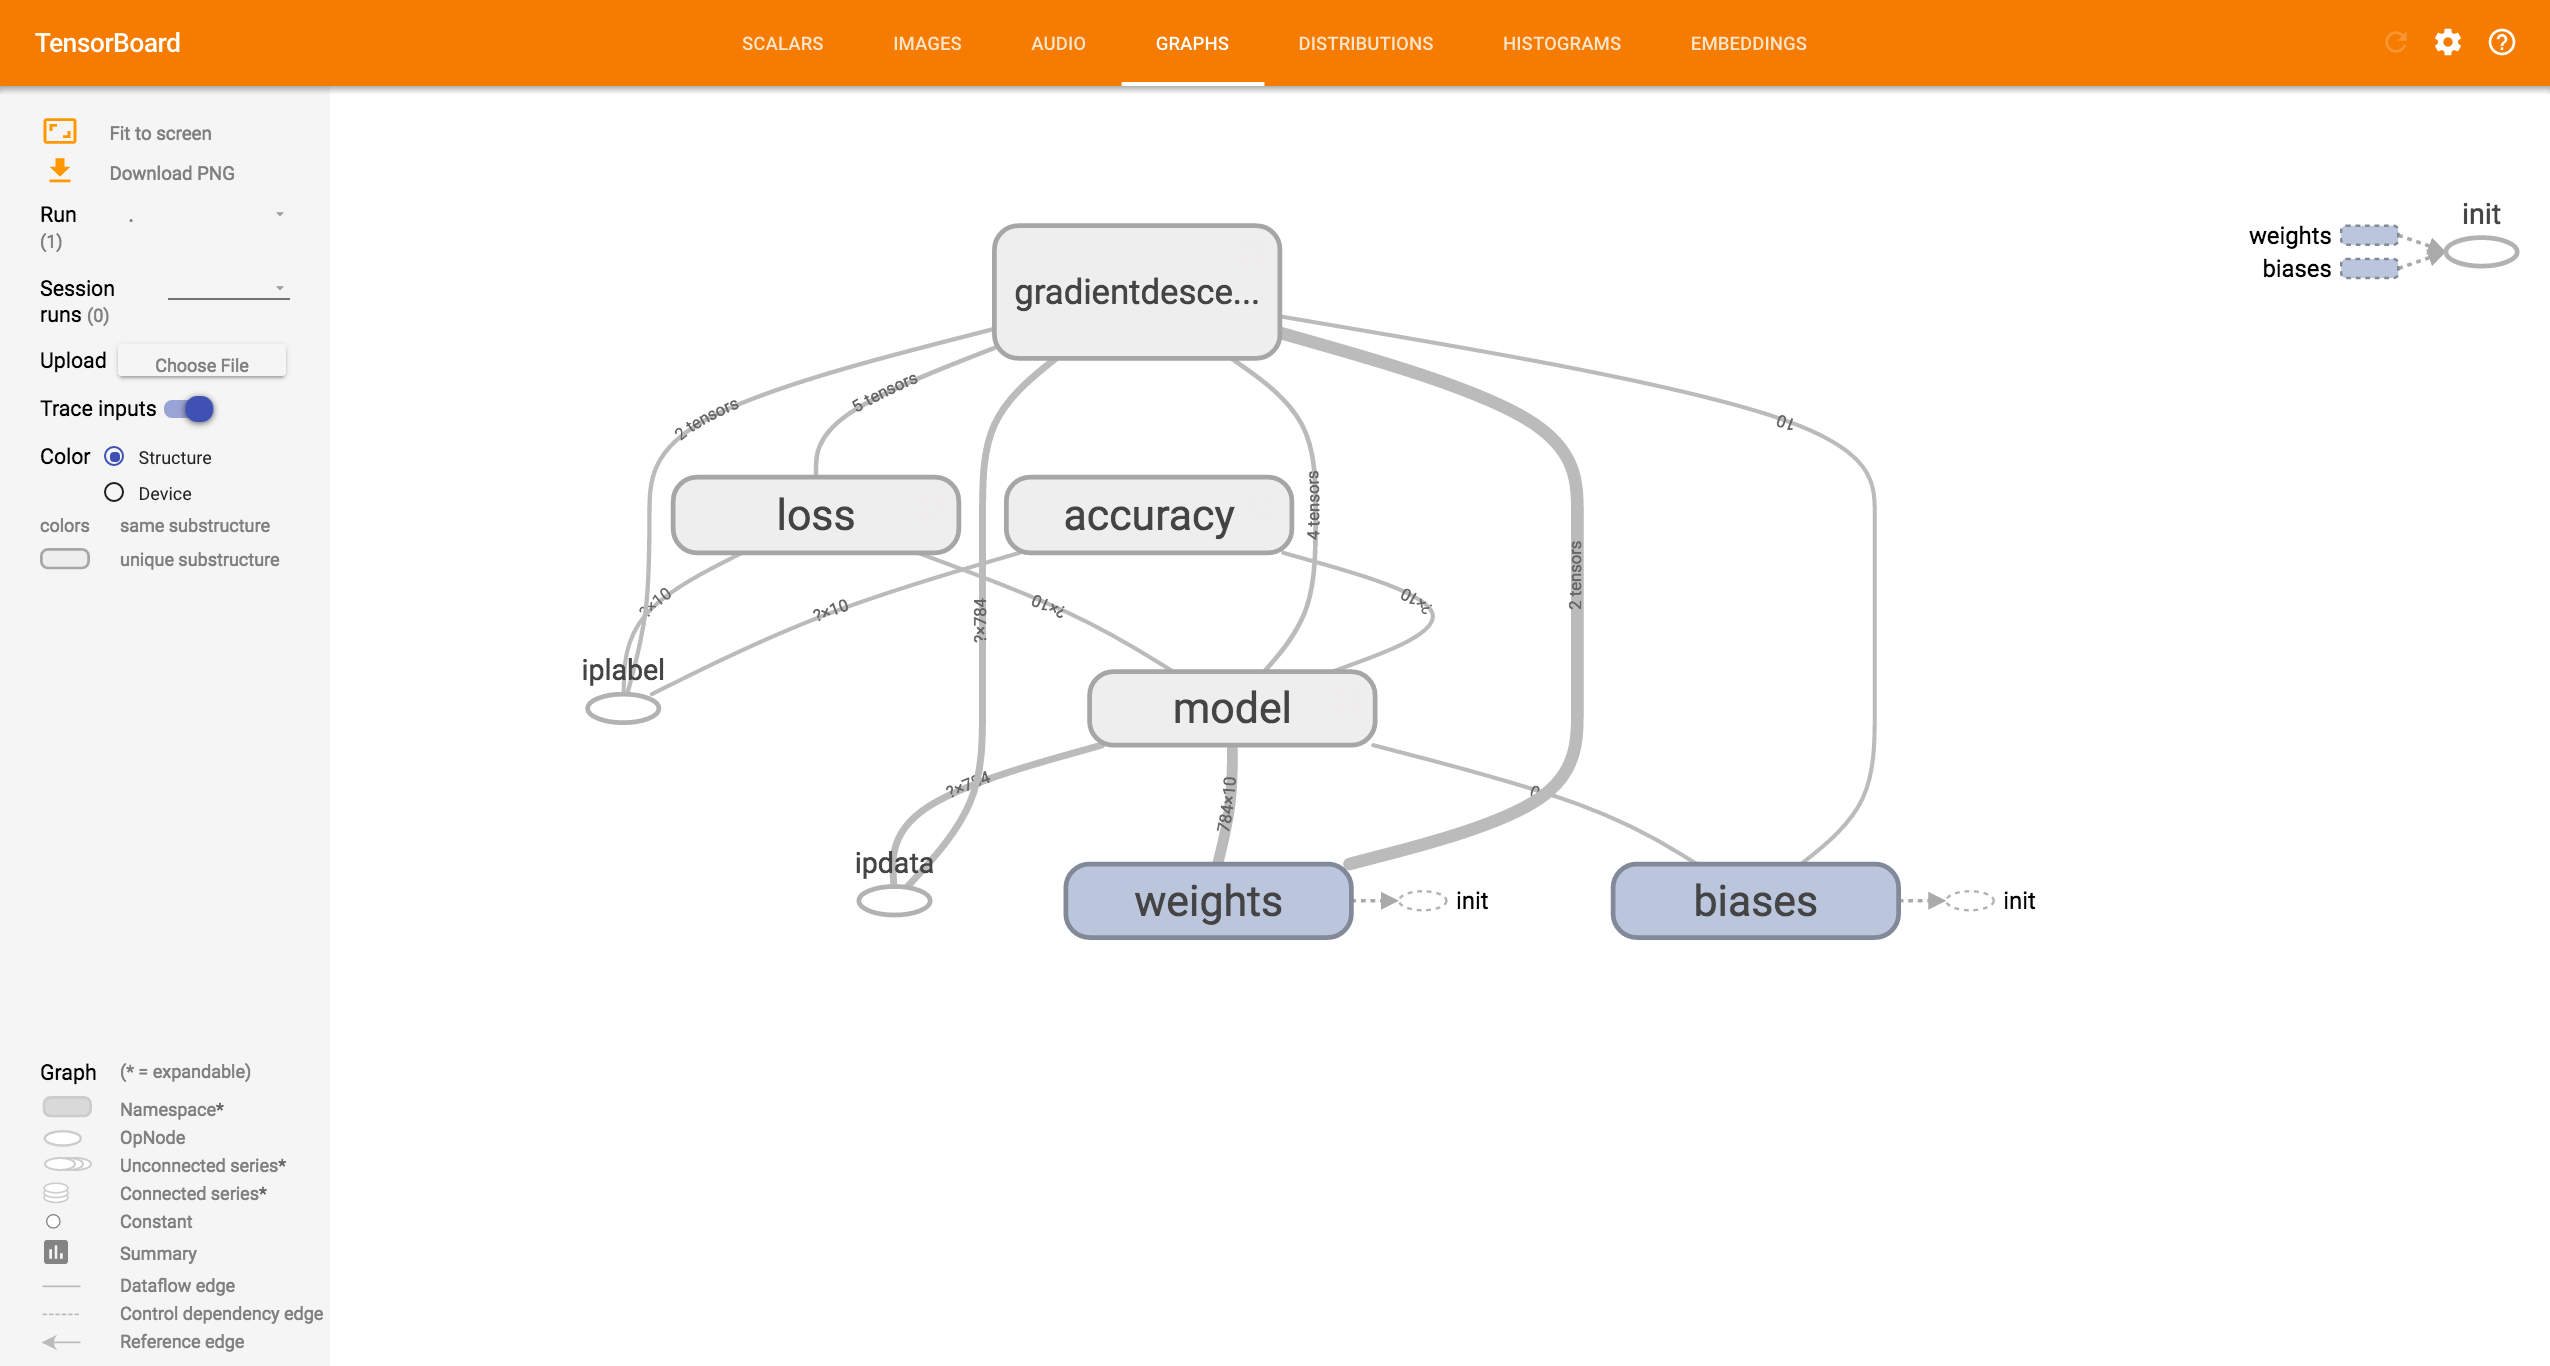 TensorBoard
SCALARS
IMAGES
AUDIO
GRAPHS
DISTRIBUTIONS
HISTOGRAMS
EMBEDDINGS
Fit to screen
Download PNG
Run
.
(1)
Session
runs (0)
Upload
Choose File
Trace inputs
Color
Structure
Device
colors
same substructure
unique substructure
Graph
(* = expandable)
Namespace*
OpNode
Unconnected series*
Connected series*
Constant
Summary
Dataflow edge
Control dependency edge
Reference edge
init
weights
biases
gradientdesce...
2 tensors
5 tensors
10
loss
accuracy
4 tensors
2 tensors
?×10
?×10
?×784
?×10
?×10
iplabel
model
?×784
784×10
ipdata
weights
init
biases
init